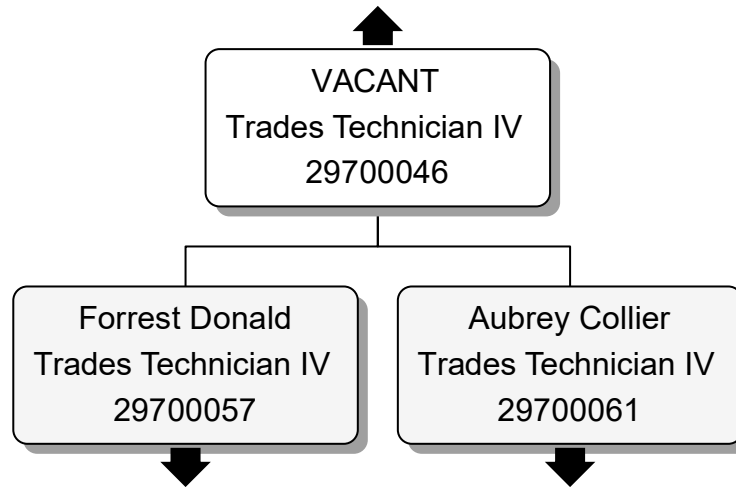 VACANT
Trades Technician IV
29700046
Forrest Donald
Trades Technician IV
29700057
Aubrey Collier
Trades Technician IV
29700061